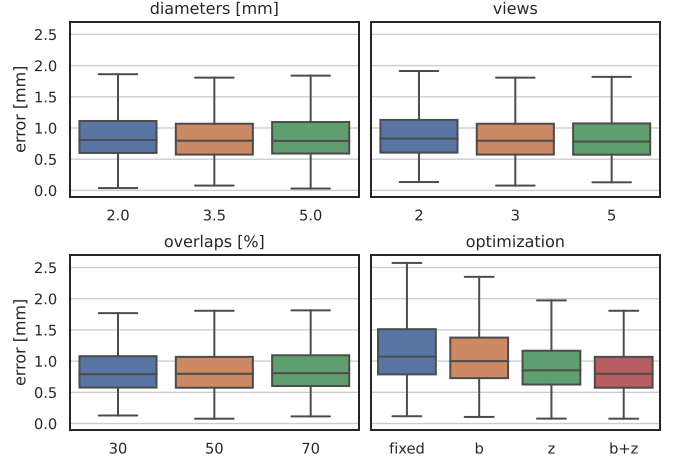 diameters [mm] views
error [mm]
2.5
2.0
1.5
1.0
0.5
0.0
2.0 3.5 5.0 2 3 5
overlaps [%] optimization
error [mm]
2.5
2.0
1.5
1.0
0.5
0.0
30 50 70 fixed b z b+z